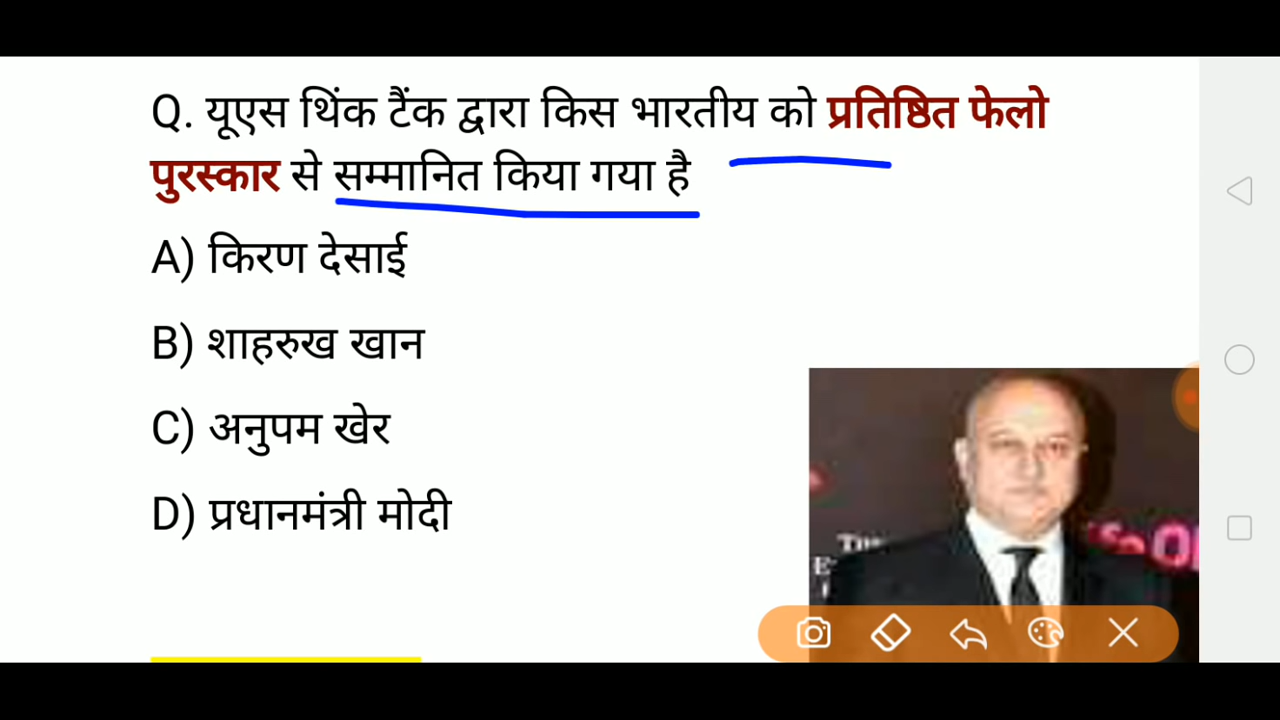 Q. यूएस थिंक टैंक द्वारा किस भारतीय को प्रतिष्ठित फेलो
पुरस्कार से सम्मानित किया गया है
A) किरण देसाई
B) शाहरुख खान
C) अनुपम खेर
D) प्रधानमंत्री मोदी